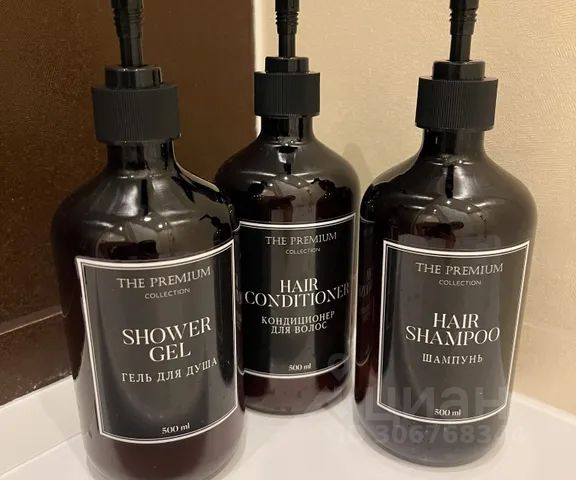 THE PREMIUM
COLLECTION
SHOWER
GEL
ГЕЛЬ ДЛЯ ДУША
500 ml
THE PREMIUM
COLLECTION
HAIR
CONDITIONER
КОНДИЦИОНЕР
ДЛЯ ВОЛОС
500 ml
THE PREMIUM
COLLECTION
HAIR
SHAMPOO
ШАМПУНЬ
500 ml
циан